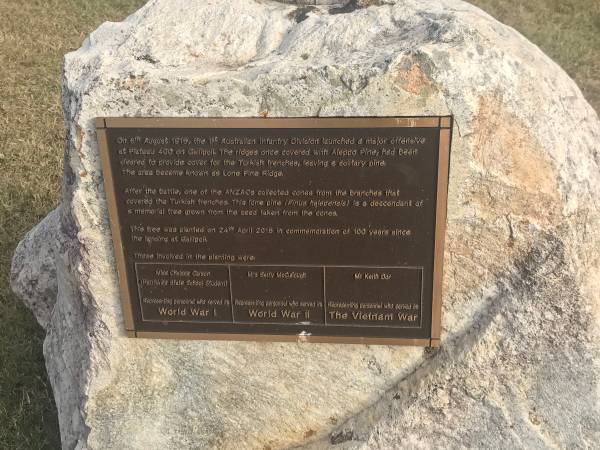 On 6th August 1915, the 1st Australian Infantry Division launched a major offensive
at Plateau 400 on Gallipoli. The ridges once covered with Aleppo Pine, had been
cleared to provide cover for the Turkish trenches, leaving a solitary pine.
The area became known as Lone Pine Ridge.
After the battle, one of the ANZACs collected cones from the branches that
covered the Turkish trenches. This lone pine (Pinus halepensis) is a descendant of
a memorial tree grown from the seed taken from the cones.
This tree was planted on 24th April 2015 in commemoration of 100 years since
the landing at Gallipoli.
Those involved in the planting were:
Miss Chelsea Carson
(Parkhurst State School Student)
Representing personnel who served in
World War I
Mrs Betty McCullough
Representing personnel who served in
World War II
Mr Keith
Representing personnel who served in
The Vietnam War